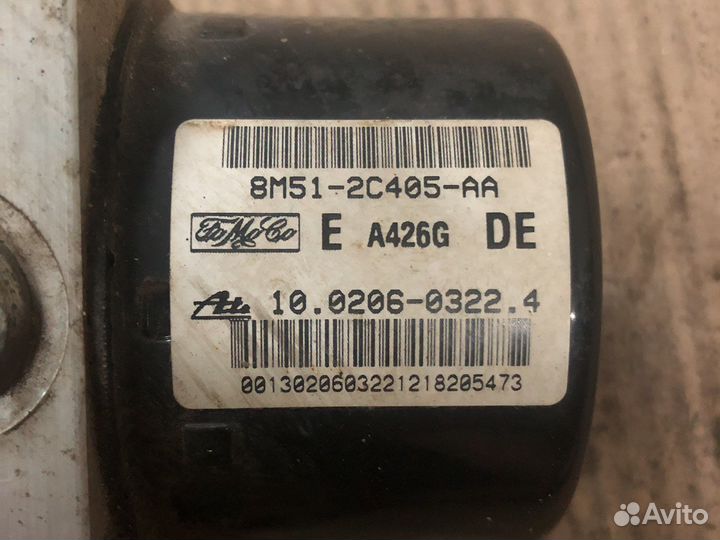 8M51-2C405-AA
FoMoCo E A426G DE
Ate 10.0206-0322.4
00130206032212182054​73
Avito